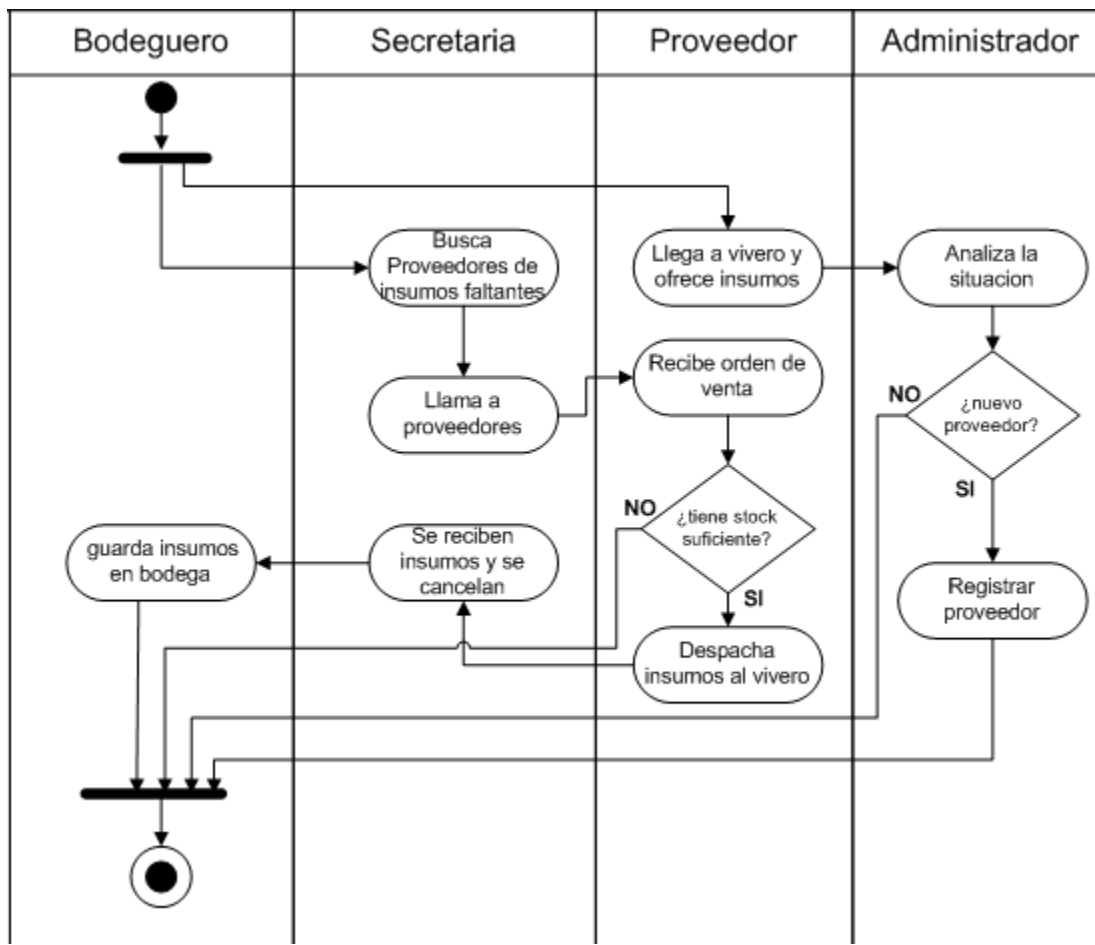 Bodeguero
Secretaria
Proveedor
Administrador
Busca
Proveedores de
insumos faltantes
Llega a vivero y
ofrece insumos
Analiza la
situacion
Llama a
proveedores
Recibe orden de
venta
NO
¿nuevo
proveedor?
SI
guarda insumos
en bodega
Se reciben
insumos y se
cancelan
NO
¿tiene stock
suficiente?
SI
Registrar
proveedor
Despacha
insumos al vivero